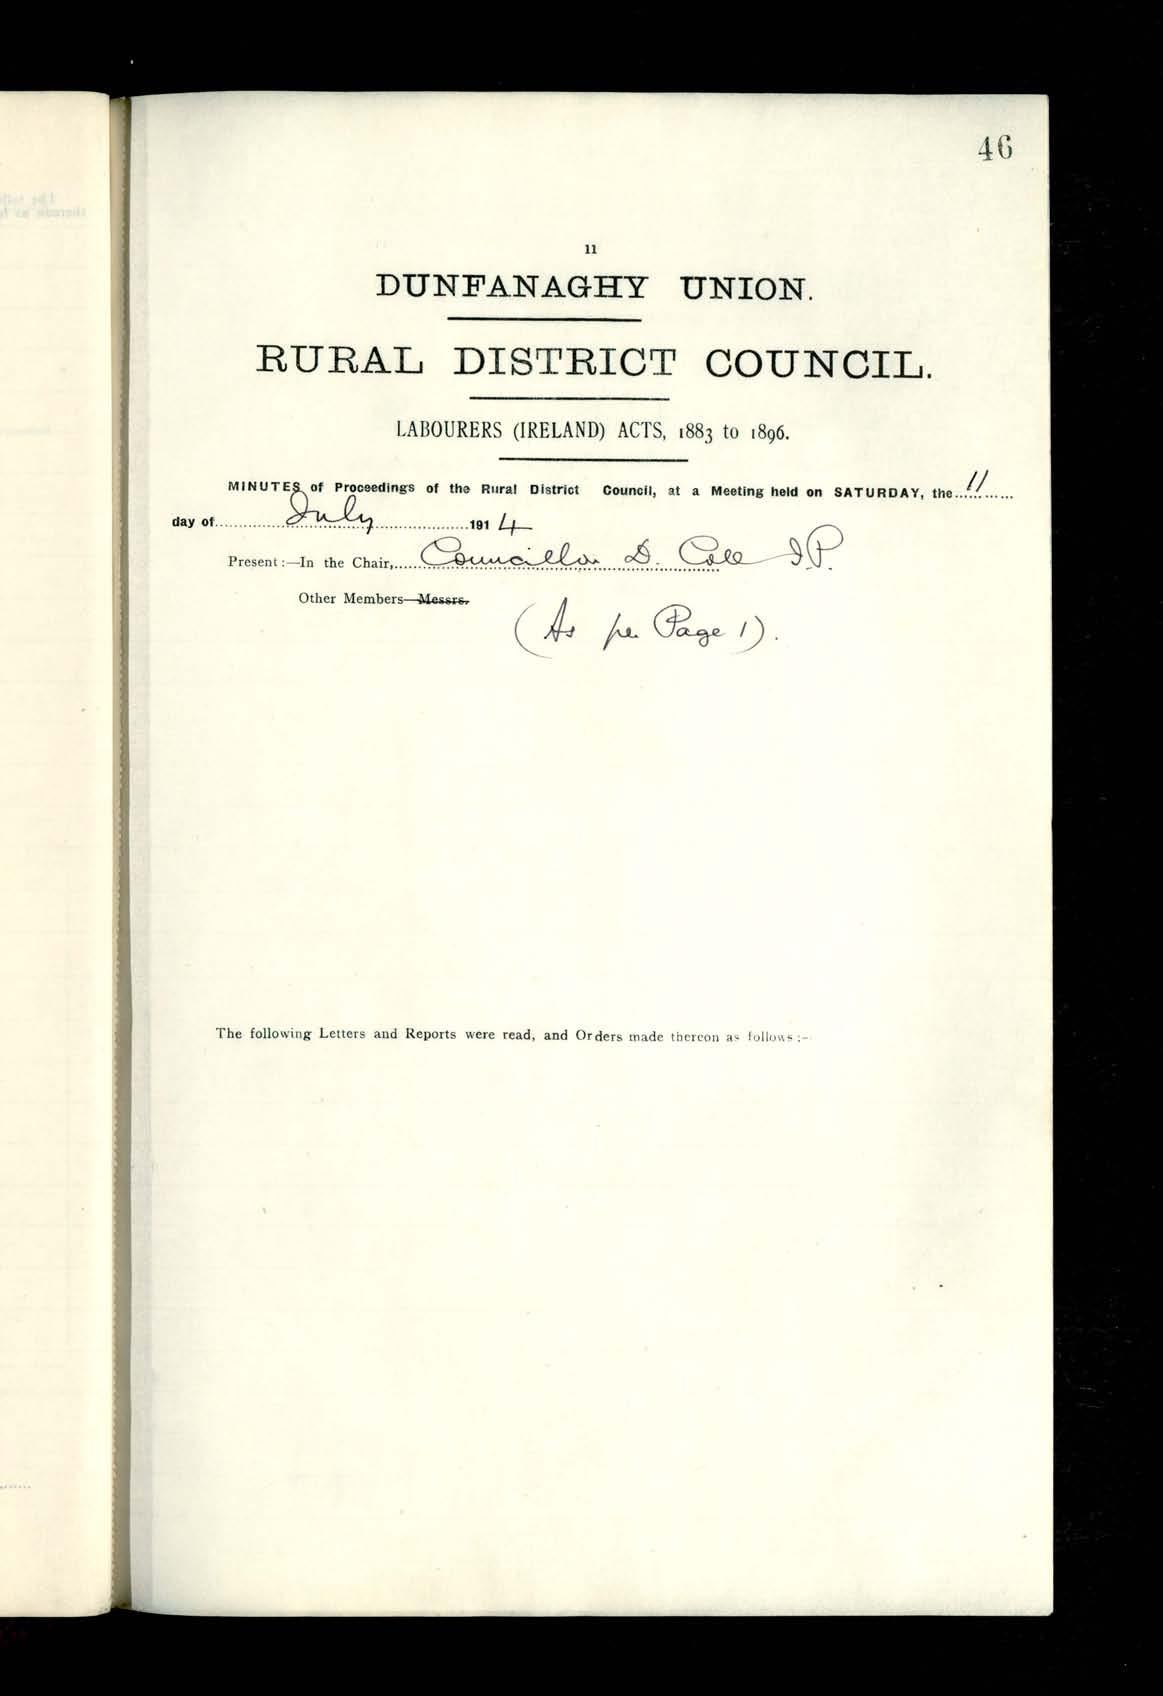 46
11
DUNFANAGHY UNION.
RURAL DISTRICT COUNCIL.
LABOURERS (IRELAND) ACTS, 1883 to 1896.
MINUTES of Proceedings of the Rural District Council, at a Meeting held on SATURDAY, the 11
day of July 1914
Present :—In the Chair, Councillor D. Cole J.P.
Other Members—Messrs.
(As per Page 1).
The following Letters and Reports were read, and Orders made thereon as follows :—